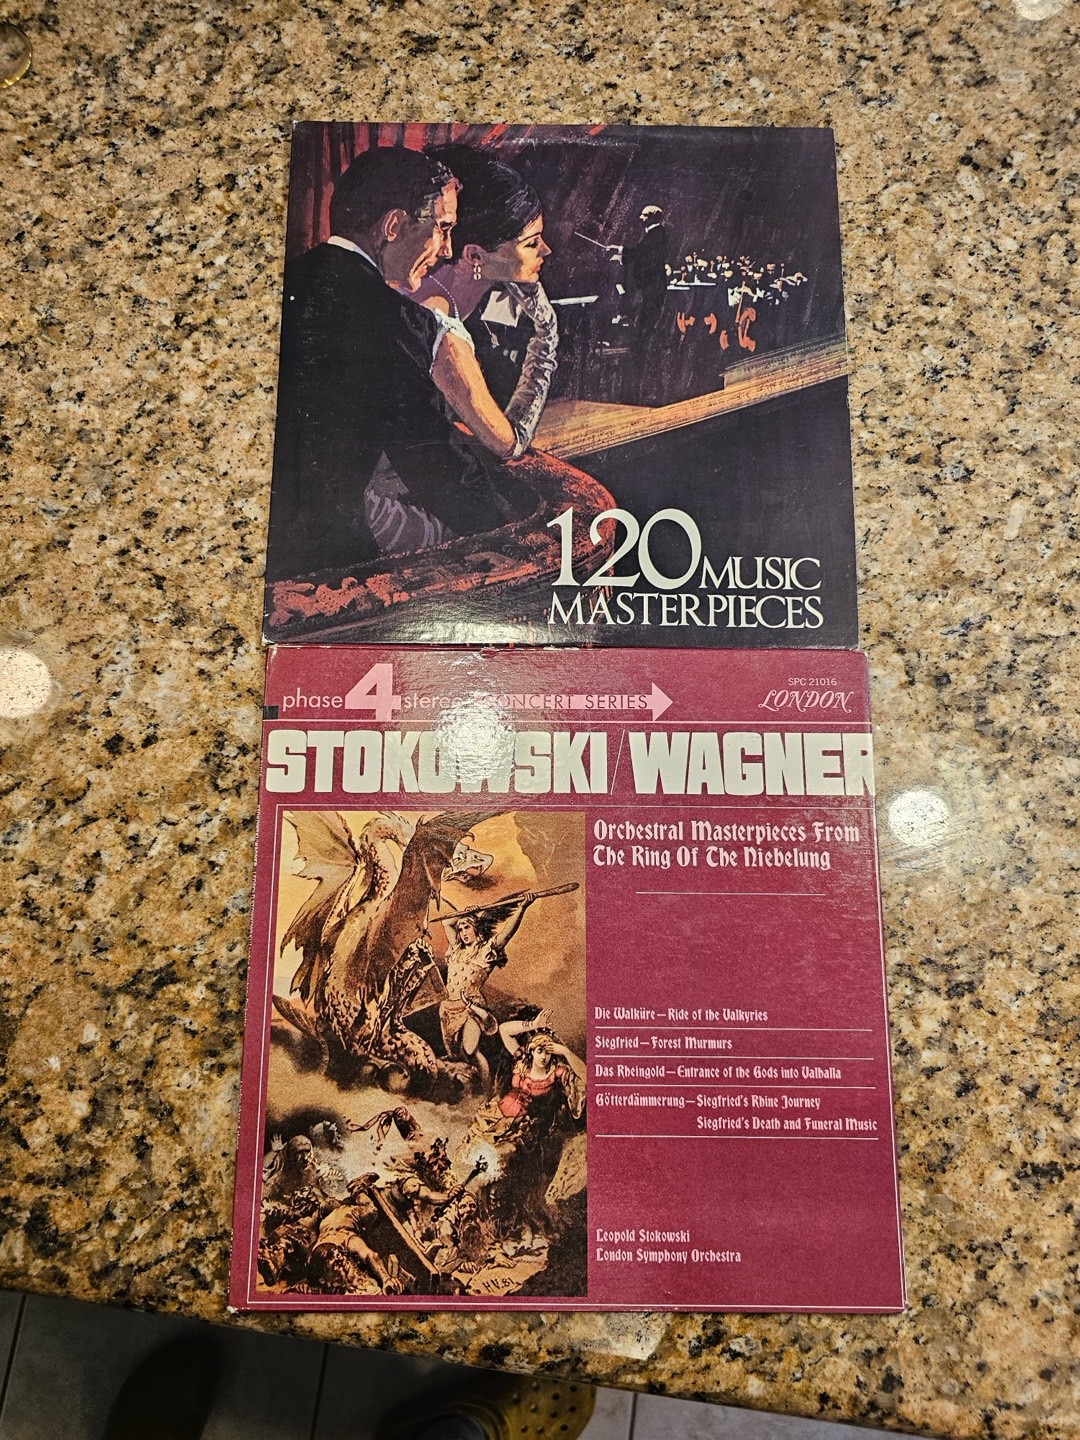 120 MUSIC
MASTERPIECES
phase 4 stereo CONCERT SERIES
SPC 21016
LONDON
STOKOWSKI/WAGNER
Orchestral Masterpieces From
The Ring Of The Niebelung
Die Walküre—Ride of the Valkyries
Siegfried—Forest Murmurs
Das Rheingold—Entrance of the Gods into Valhalla
Götterdämmerung—Siegfried's Rhine Journey
Siegfried's Death and Funeral Music
Leopold Stokowski
London Symphony Orchestra